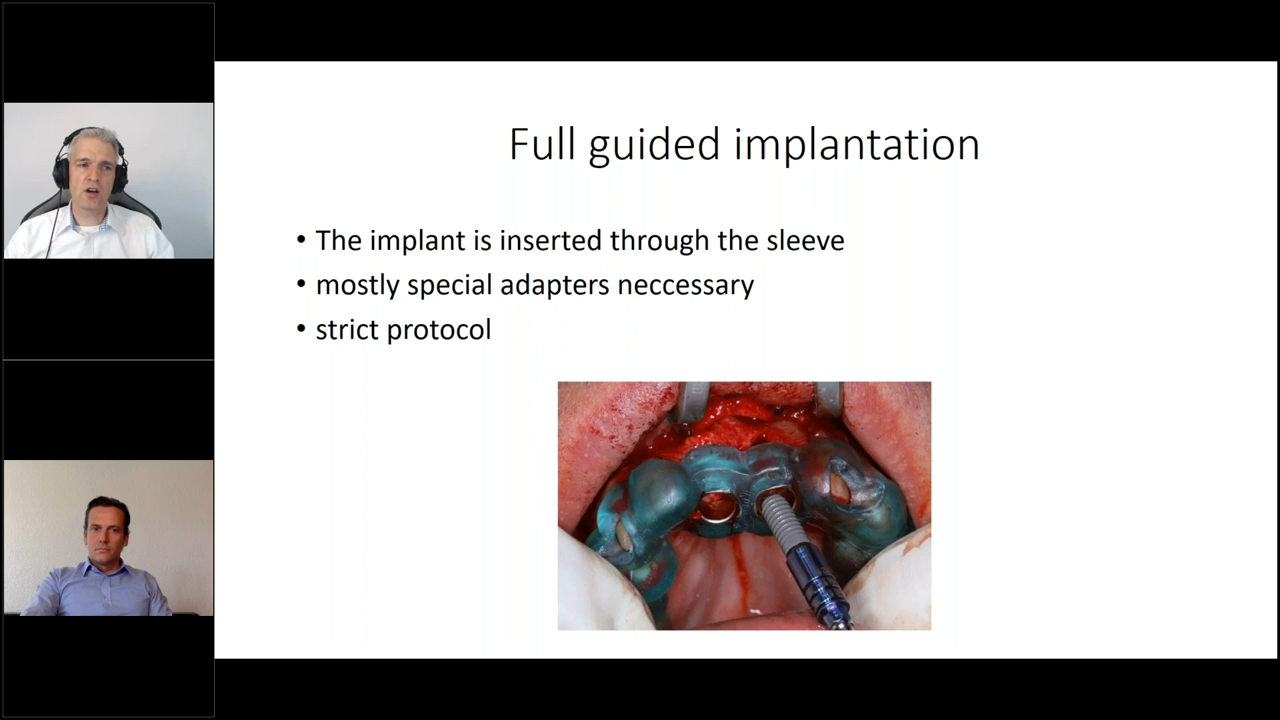 Full guided implantation
• The implant is inserted through the sleeve
• mostly special adapters neccessary
• strict protocol